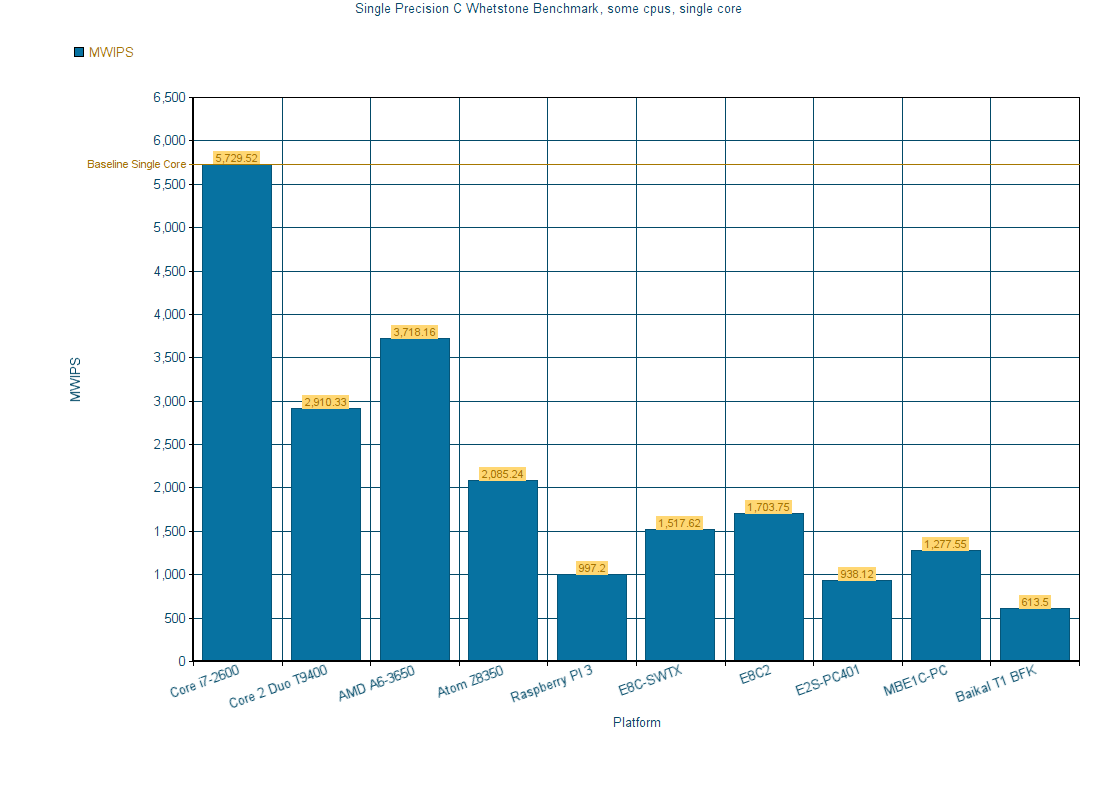 Single Precision C Whetstone Benchmark, some cpus, single core
MWIPS
6,500
6,000
Baseline Single Core
5,500
5,000
4,500
4,000
3,500
3,000
2,500
2,000
1,500
1,000
500
0
MWIPS
5,729.52
2,910.33
3,718.16
2,085.24
997.2
1,517.62
1,703.75
938.12
1,277.55
613.5
Core i7-2600
Core 2 Duo T9400
AMD A6-3650
Atom Z8350
Raspberry PI 3
E8C-SWTX
E8C2
E2S-PC401
MBE1C-PC
Baikal T1 BFK
Platform